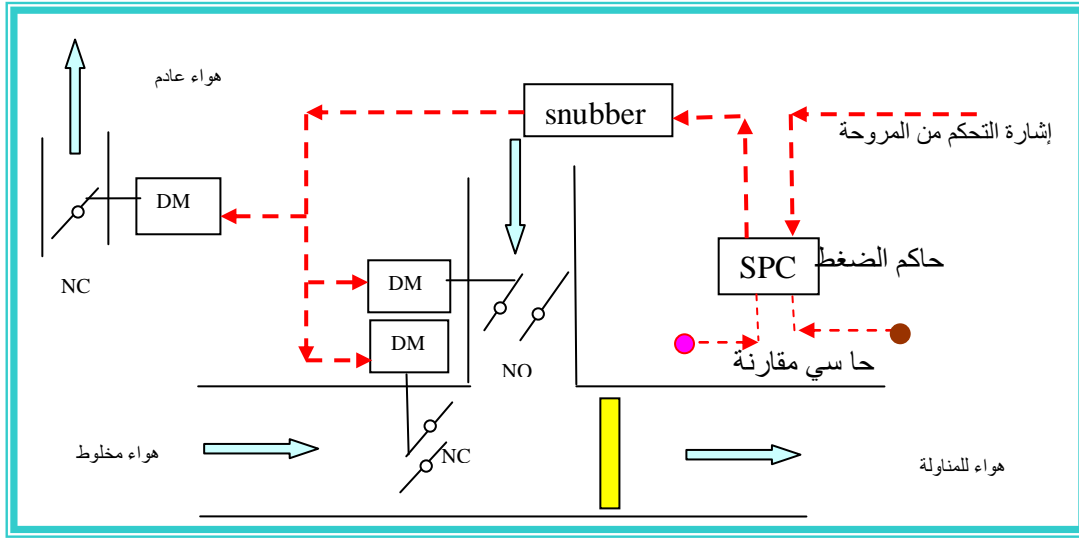 هواء عادم
snubber
إشارة التحكم من المروحة
DM
حاكم الضغط
SPC
NC
DM
DM
NO
حا سي مقارنة
هواء مخلوط
NC
هواء للمناولة